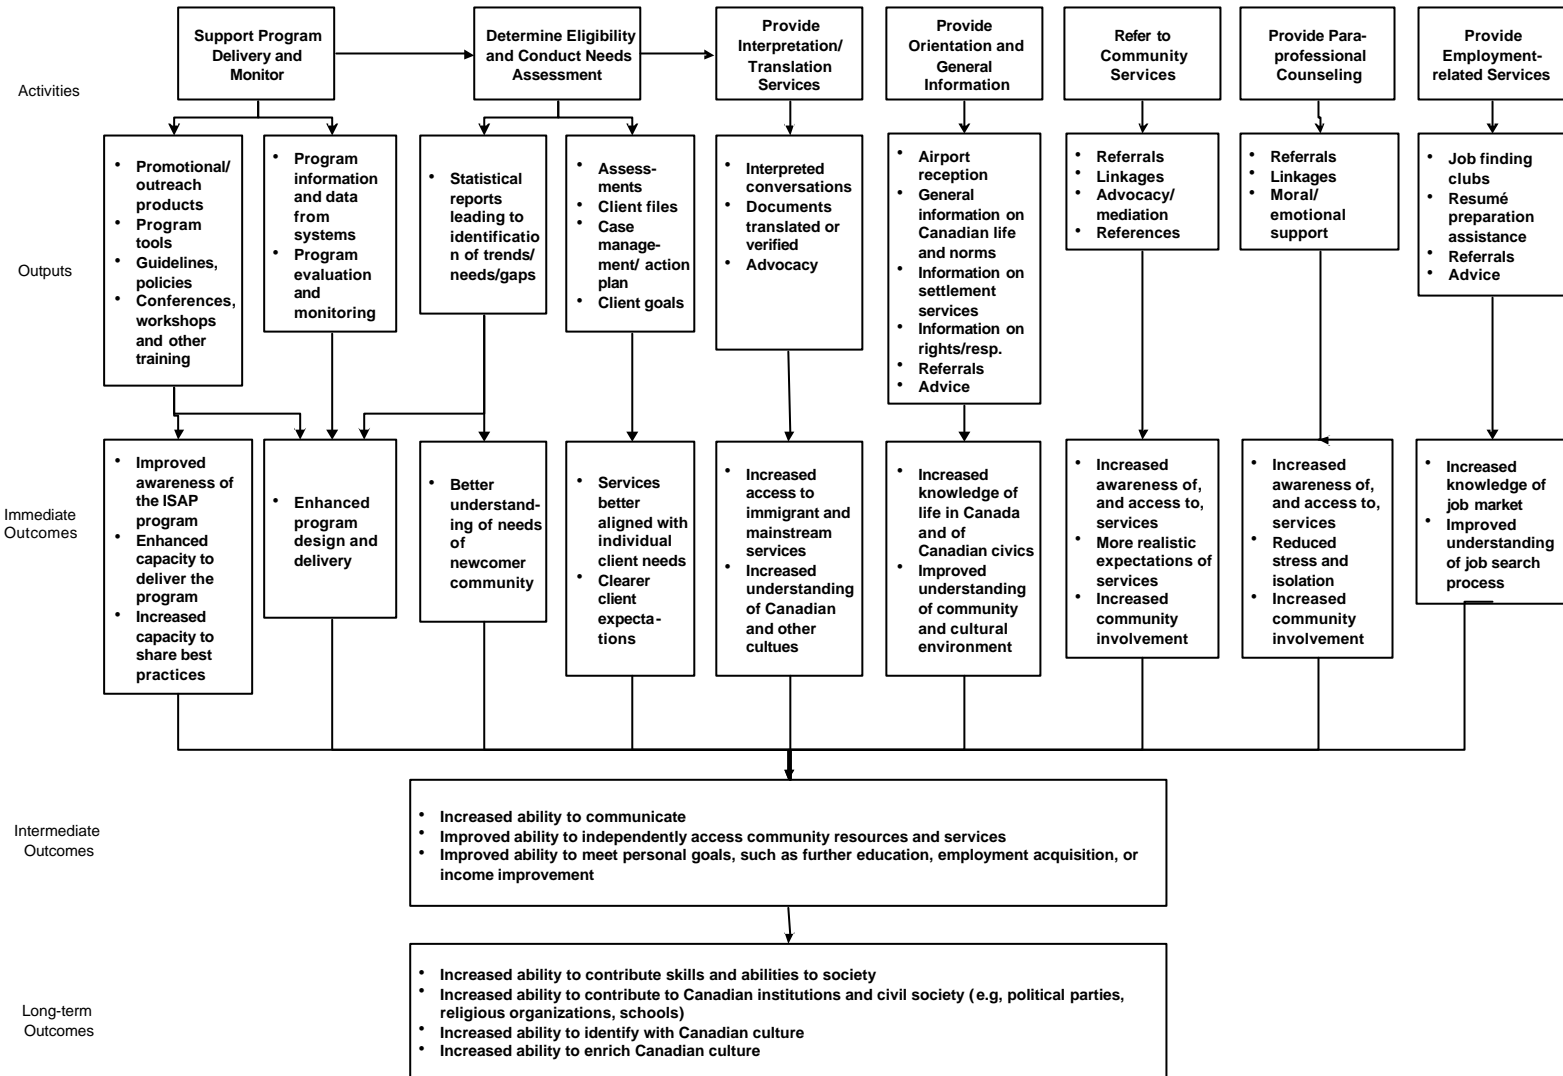 Activities
Support Program
Delivery and
Monitor
Determine Eligibility
and Conduct Needs
Assessment
Provide
Interpretation/
Translation
Services
Provide
Orientation and
General
Information
Refer to
Community
Services
Provide Para-
professional
Counseling
Provide
Employment-
related Services
Outputs
• Promotional/
outreach
products
• Program
tools
• Guidelines,
policies
• Conferences,
workshops
and other
training
• Program
information
and data
from
systems
• Program
evaluation
and
monitoring
• Statistical
reports
leading to
identificatio
n of trends/
needs/gaps
• Assess-
ments
• Client files
• Case
manage-
ment/ action
plan
• Client goals
• Interpreted
conversations
• Documents
translated or
verified
• Advocacy
• Airport
reception
• General
information on
Canadian life
and norms
• Information on
settlement
services
• Information on
rights/resp.
• Referrals
• Advice
• Referrals
• Linkages
• Advocacy/
mediation
• References
• Referrals
• Linkages
• Moral/
emotional
support
• Job finding
clubs
• Resumé
preparation
assistance
• Referrals
• Advice
Immediate
Outcomes
• Improved
awareness of
the ISAP
program
• Enhanced
capacity to
deliver the
program
• Increased
capacity to
share best
practices
• Enhanced
program
design and
delivery
• Better
understand-
ing of needs
of
newcomer
community
• Services
better
aligned with
individual
client needs
• Clearer
client
expecta-
tions
• Increased
access to
immigrant and
mainstream
services
• Increased
understanding
of Canadian
and other
cultues
• Increased
knowledge of
life in Canada
and of
Canadian civics
• Improved
understanding
of community
and cultural
environment
• Increased
awareness of,
and access to,
services
• More realistic
expectations of
services
• Increased
community
involvement
• Increased
awareness of,
and access to,
services
• Reduced
stress and
isolation
• Increased
community
involvement
• Increased
knowledge of
job market
• Improved
understanding
of job search
process
Intermediate
Outcomes
• Increased ability to communicate
• Improved ability to independently access community resources and services
• Improved ability to meet personal goals, such as further education, employment acquisition, or
income improvement
Long-term
Outcomes
• Increased ability to contribute skills and abilities to society
• Increased ability to contribute to Canadian institutions and civil society (e.g, political parties,
religious organizations, schools)
• Increased ability to identify with Canadian culture
• Increased ability to enrich Canadian culture